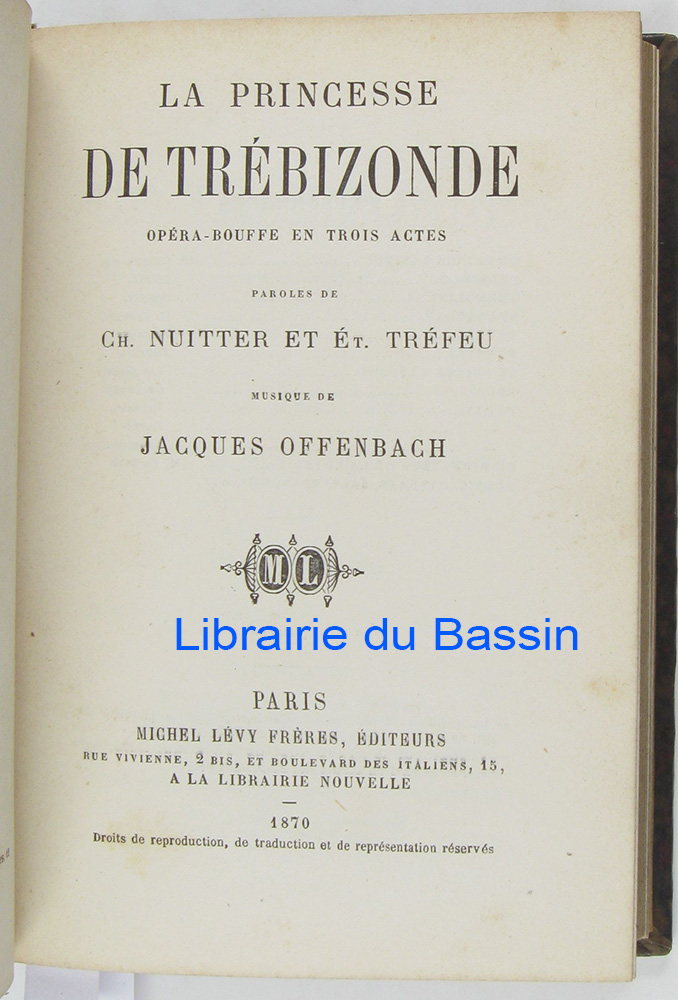 LA PRINCESSE
DE TRÉBIZONDE
OPÉRA-BOUFFE EN TROIS ACTES
PAROLES DE
CH. NUITTER ET ÉT. TRÉFEU
MUSIQUE DE
JACQUES OFFENBACH
ML
Librairie du Bassin
PARIS
MICHEL LÉVY FRÈRES, ÉDITEURS
RUE VIVIENNE, 2 BIS, ET BOULEVARD DES ITALIENS, 15,
A LA LIBRAIRIE NOUVELLE
—
1870
Droits de reproduction, de traduction et de représentation réservés